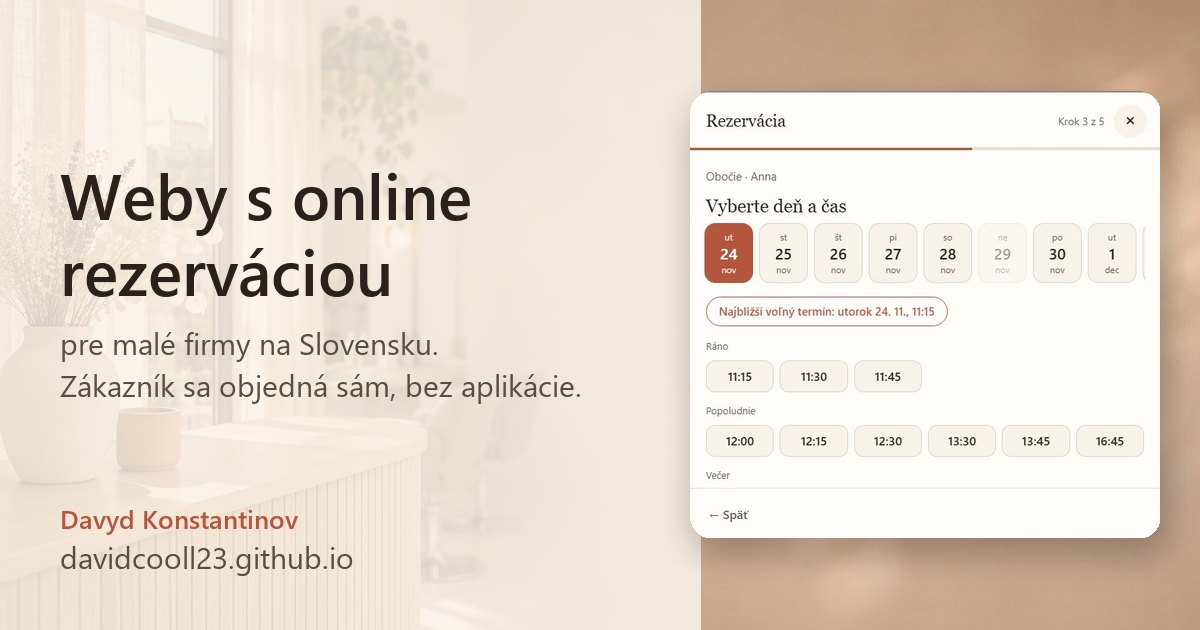 Weby s online
rezerváciou
pre malé firmy na Slovensku.
Zákazník sa objedná sám, bez aplikácie.
Davyd Konstantinov
davidcooll23.github.io
Rezervácia
Krok 3 z 5 ×
Obočie · Anna
Vyberte deň a čas
ut st št pi so ne po ut
24 25 26 27 28 29 30 1
nov nov nov nov nov nov nov dec
Najbližší voľný termín: utorok 24. 11., 11:15
Ráno
11:15 11:30 11:45
Popoludnie
12:00 12:15 12:30 13:30 13:45 16:45
Večer
← Späť